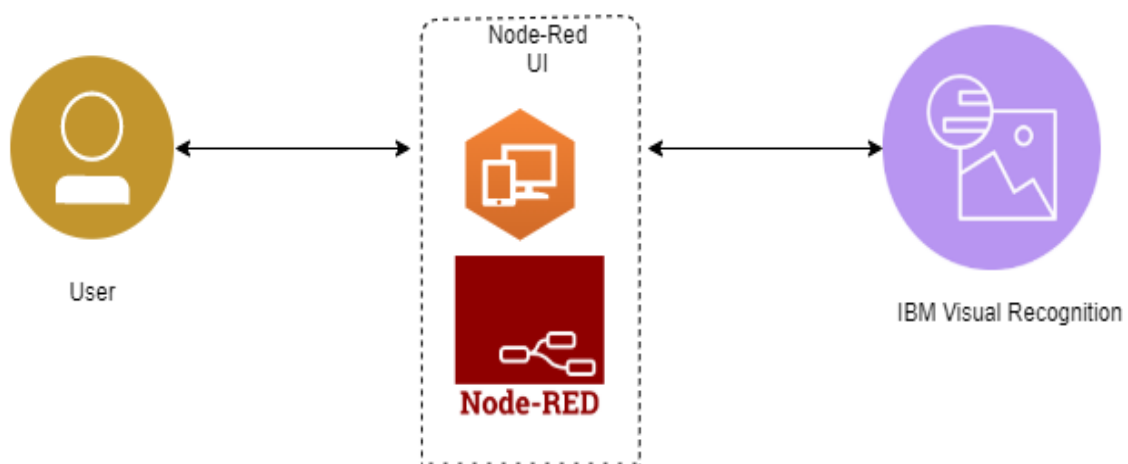 Node-Red
UI
User
IBM Visual Recognition
Node-RED